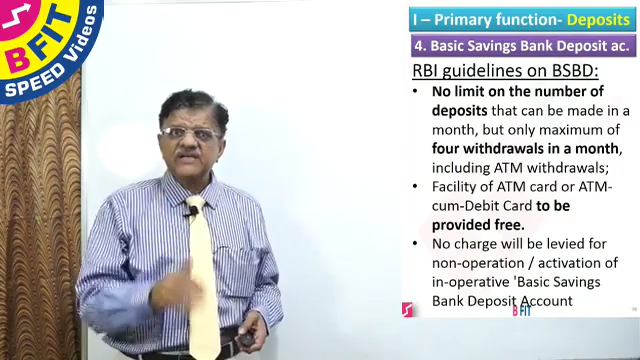 BFIT
SPEED Videos
I – Primary function- Deposits
4. Basic Savings Bank Deposit ac.
RBI guidelines on BSBD:
• No limit on the number of
deposits that can be made in a
month, but only maximum of
four withdrawals in a month,
including ATM withdrawals;
• Facility of ATM card or ATM-
cum-Debit Card to be
provided free.
• No charge will be levied for
non-operation / activation of
in-operative 'Basic Savings
Bank Deposit Account
BFIT